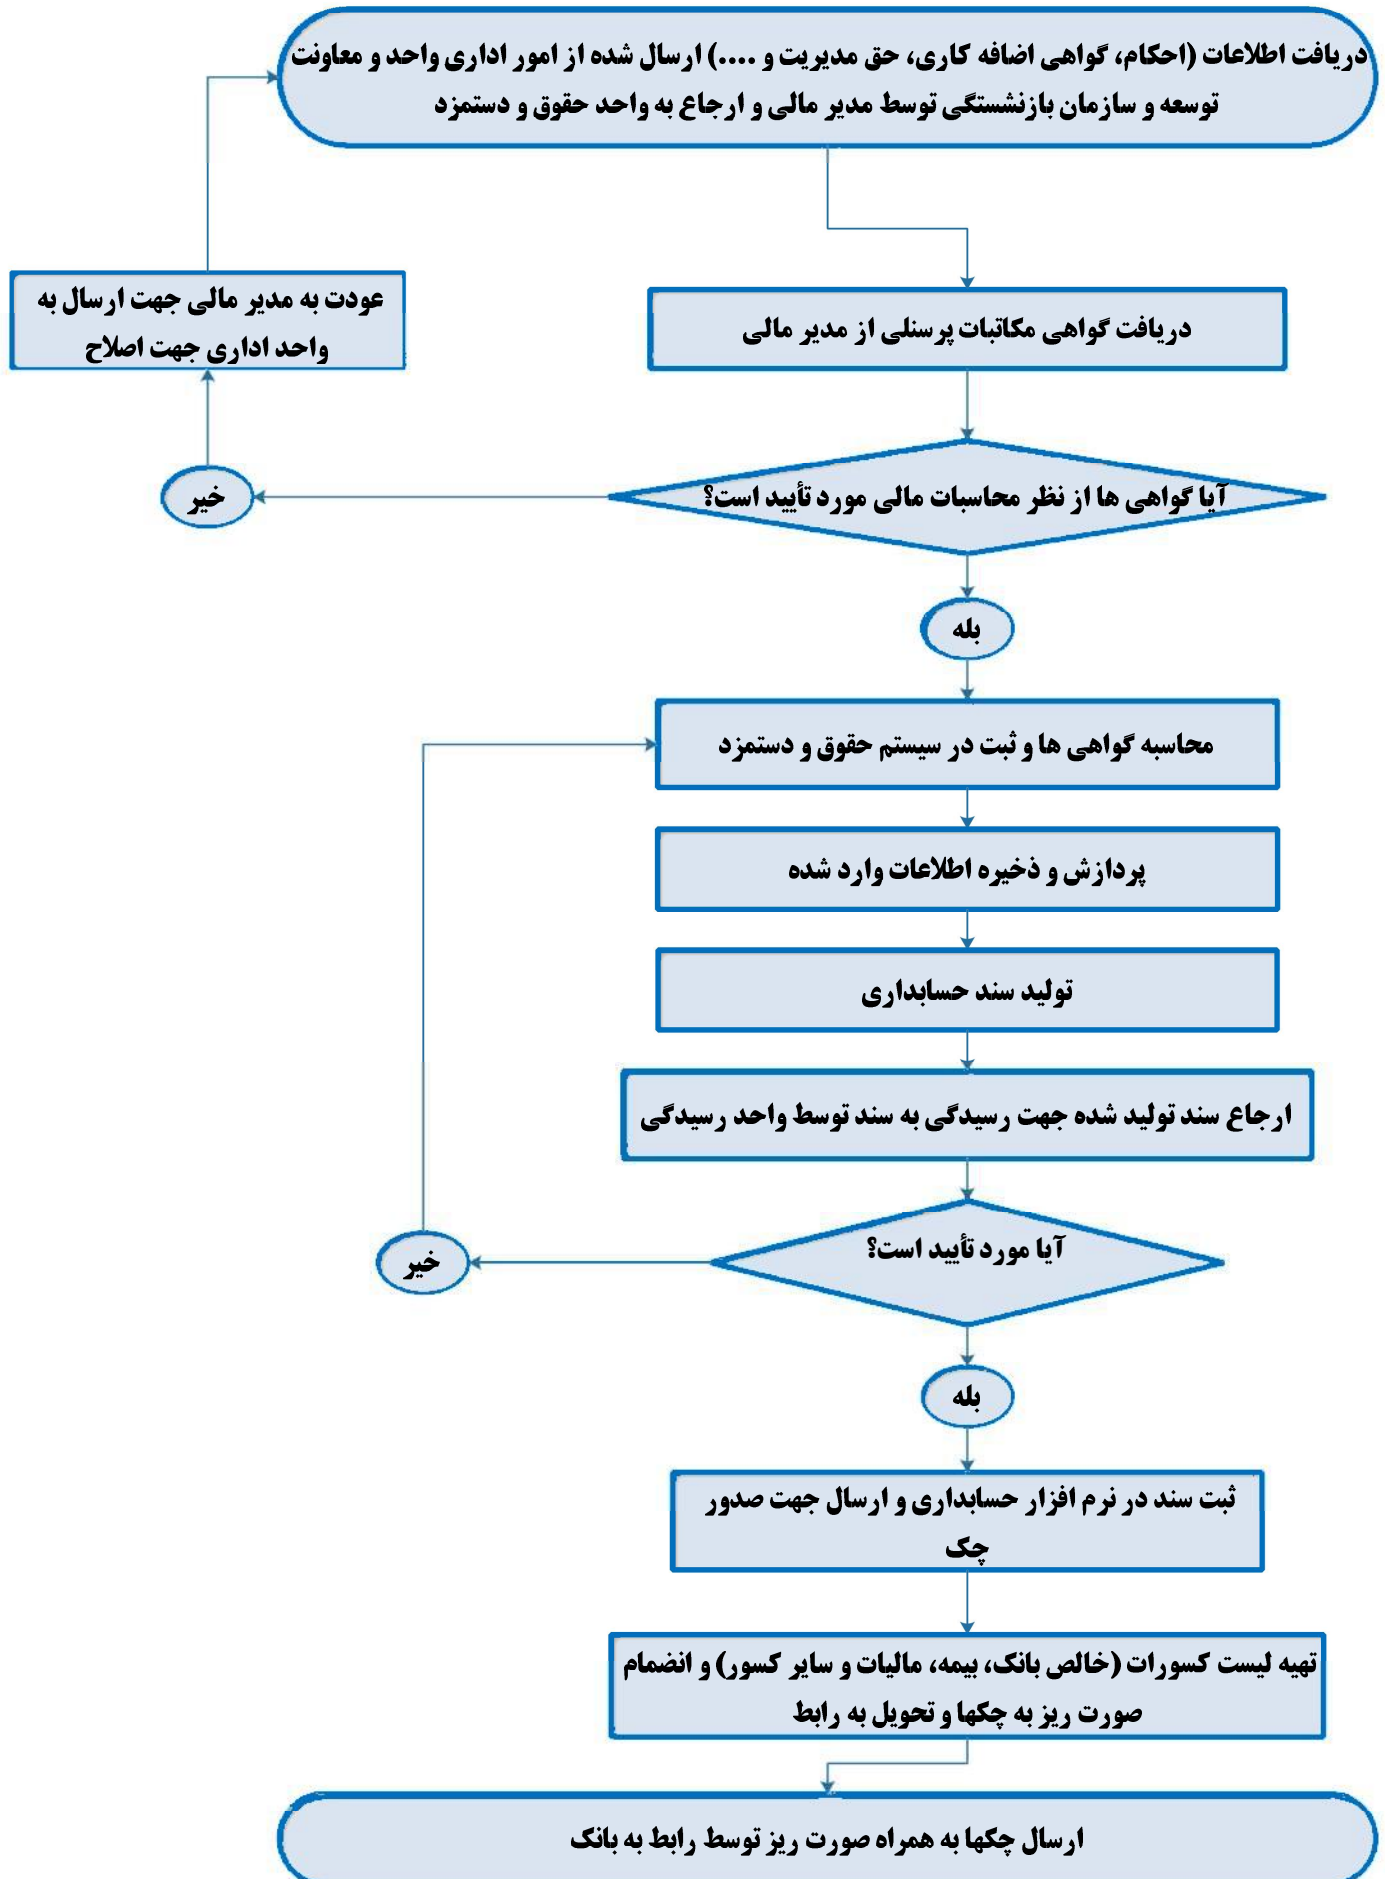 دریافت اطلاعات (احکام، گواهی اضافه کاری، حق مدیریت و ....) ارسال شده از امور اداری واحد و معاونت
توسعه و سازمان بازنشستگی توسط مدیر مالی و ارجاع به واحد حقوق و دستمزد
عودت به مدیر مالی جهت ارسال به
واحد اداری جهت اصلاح
دریافت گواهی مکاتبات پرسنلی از مدیر مالی
آیا گواهی ها از نظر محاسبات مالی مورد تأیید است؟
خیر
بله
محاسبه گواهی ها و ثبت در سیستم حقوق و دستمزد
پردازش و ذخیره اطلاعات وارد شده
تولید سند حسابداری
ارجاع سند تولید شده جهت رسیدگی به سند توسط واحد رسیدگی
آیا مورد تأیید است؟
خیر
بله
ثبت سند در نرم افزار حسابداری و ارسال جهت صدور
چک
تهیه لیست کسورات (خالص بانک، بیمه، مالیات و سایر کسور) و انضمام
صورت ریز به چکها و تحویل به رابط
ارسال چکها به همراه صورت ریز توسط رابط به بانک